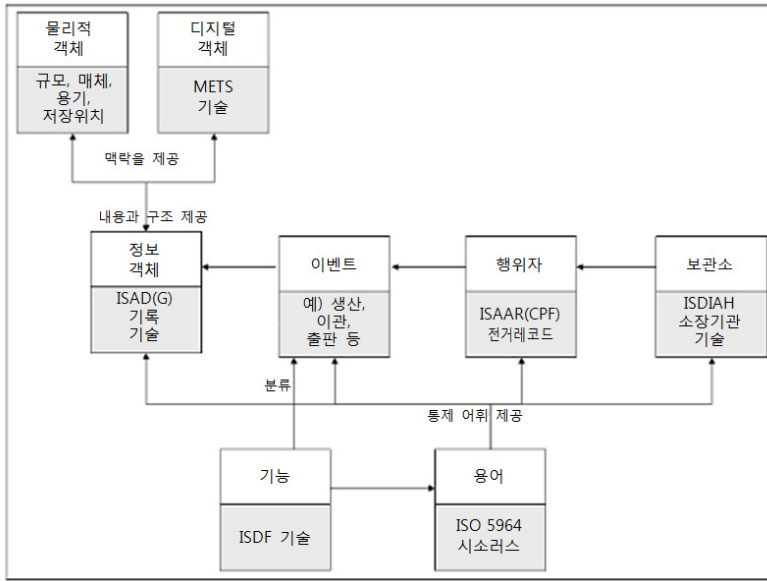 물리적
객체
규모, 매체,
용기,
저장위치
디지털
객체
METS
기술
맥락을 제공
내용과 구조 제공
정보
객체
ISAD(G)
기록
기술
이벤트
예) 생산,
이관,
출판 등
행위자
ISAAR(CPF)
전거레코드
보관소
ISDIAH
소장기관
기술
분류
통제 어휘 제공
기능
ISDF 기술
용어
ISO 5964
시소러스